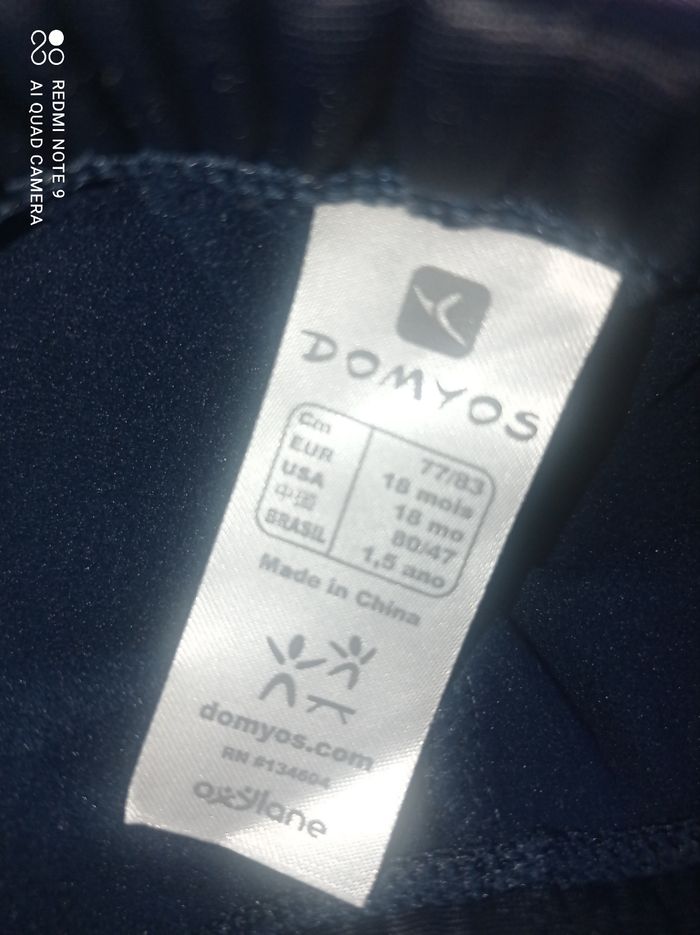 REDMI NOTE 9
AI QUAD CAMERA
DOMYOS
Cm 77/83
EUR 18 mois
USA 18 mo
中国 80/47
BRASIL 1,5 ano
Made in China
domyos.com
RN #134604
oxylane